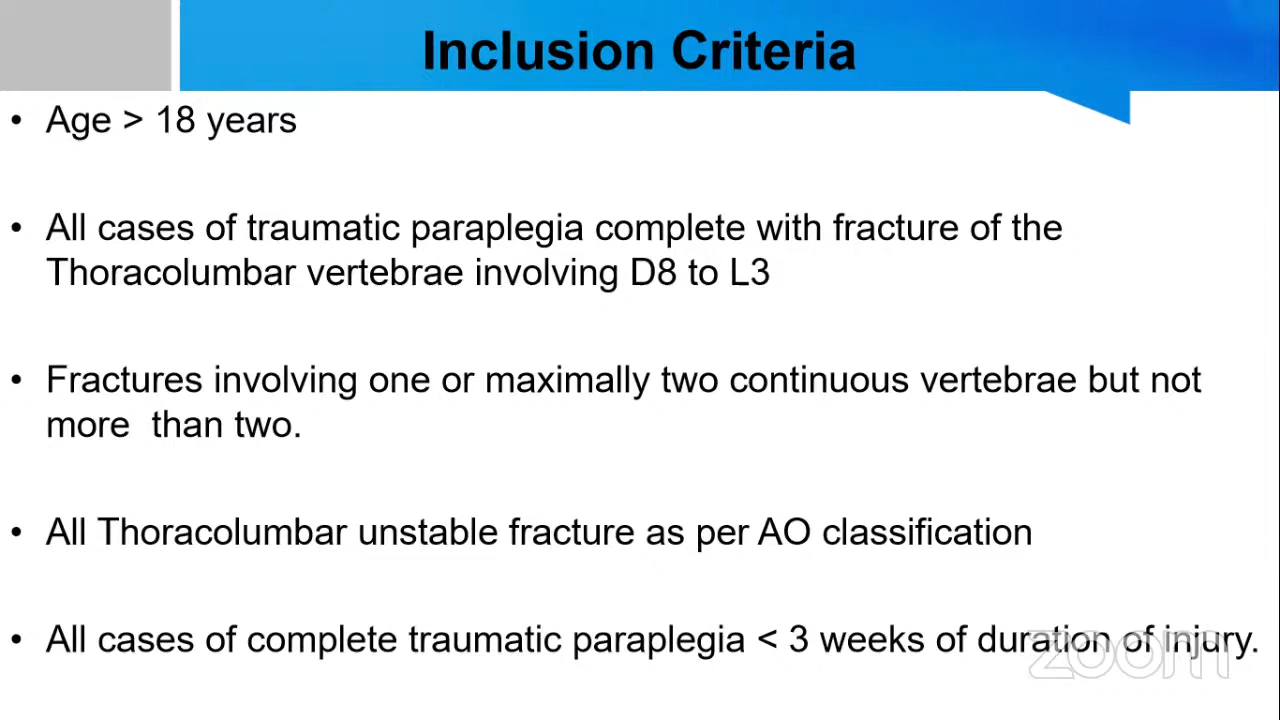 Inclusion Criteria
• Age > 18 years
• All cases of traumatic paraplegia complete with fracture of the
Thoracolumbar vertebrae involving D8 to L3
• Fractures involving one or maximally two continuous vertebrae but not
more  than two.
• All Thoracolumbar unstable fracture as per AO classification
• All cases of complete traumatic paraplegia < 3 weeks of duration of injury.
zoom